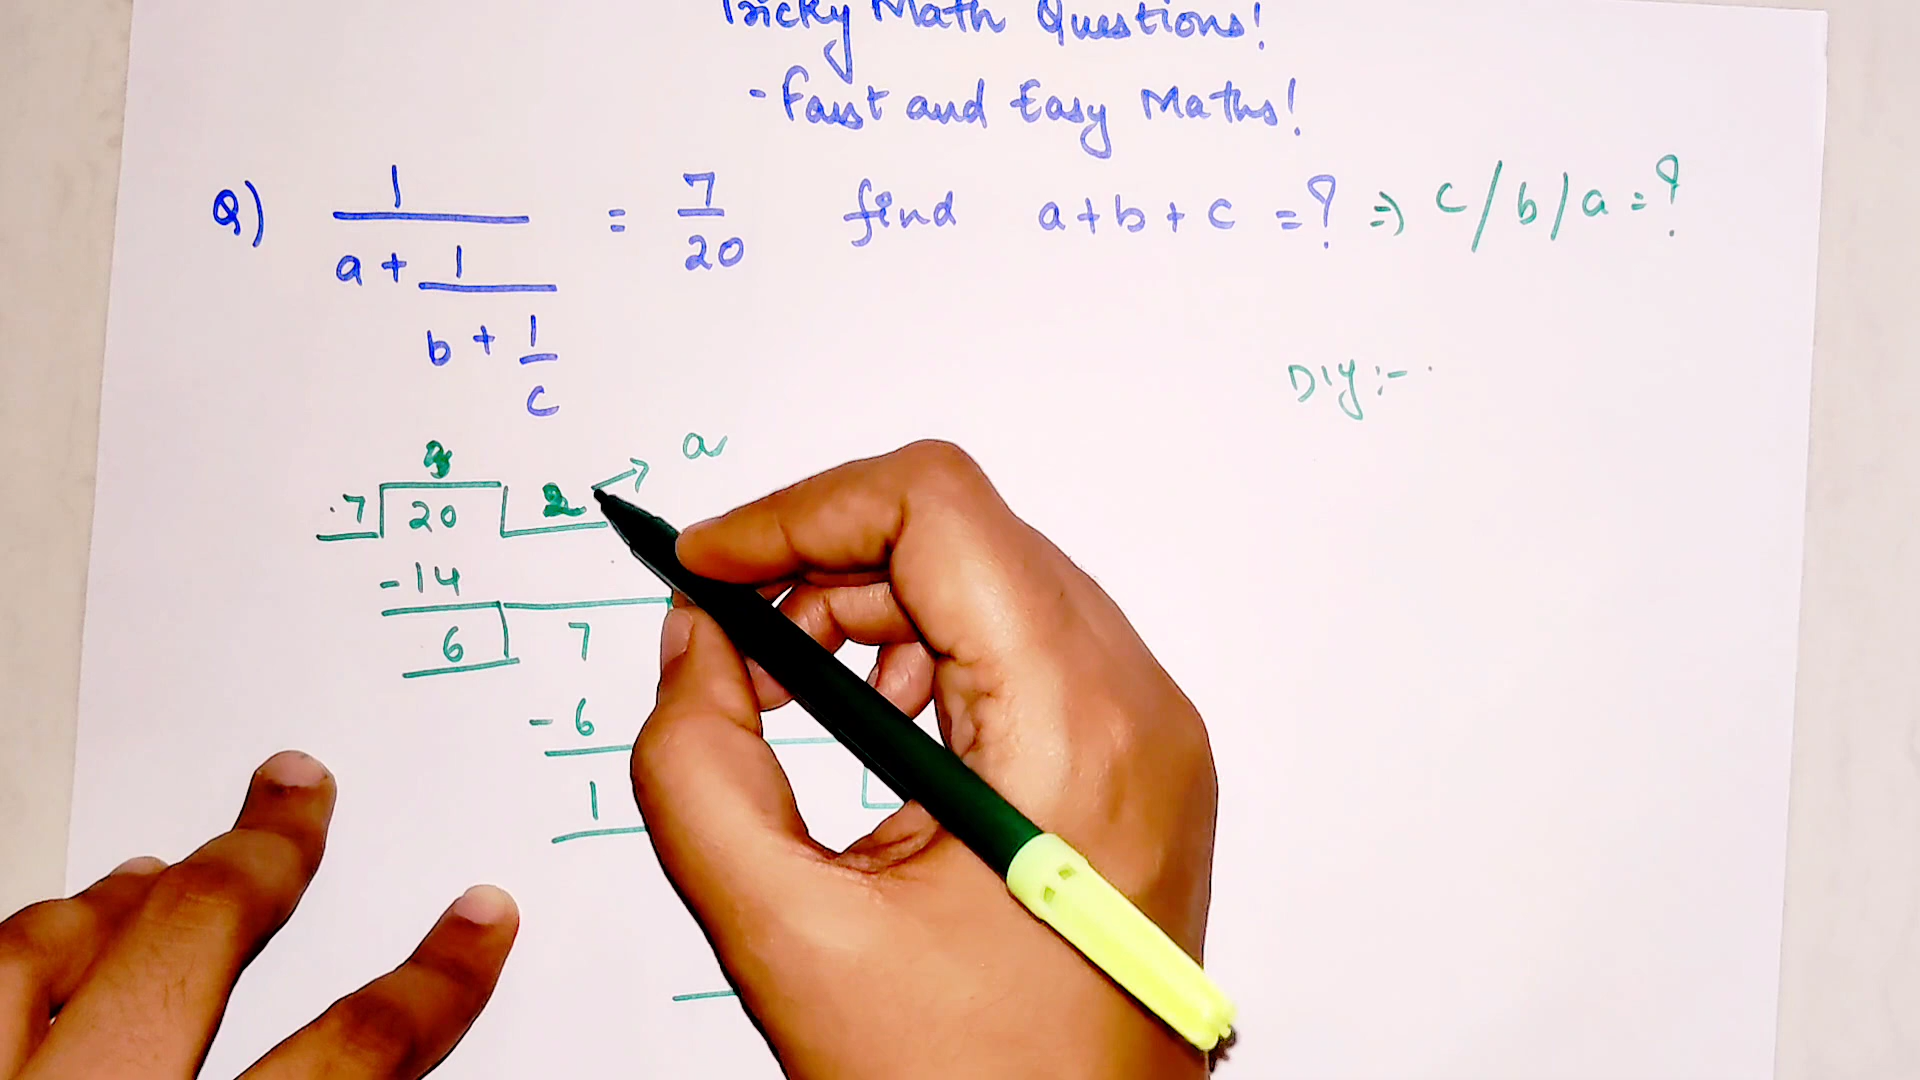 Tricky Math Questions!
- Fast and Easy Maths!
Q) 1 / (a + 1 / (b + 1/c)) = 7/20 find a+b+c =? ⇒ c/b/a = ?
DIY:-
→ a
7 20 2
-14
6 7
-6
1